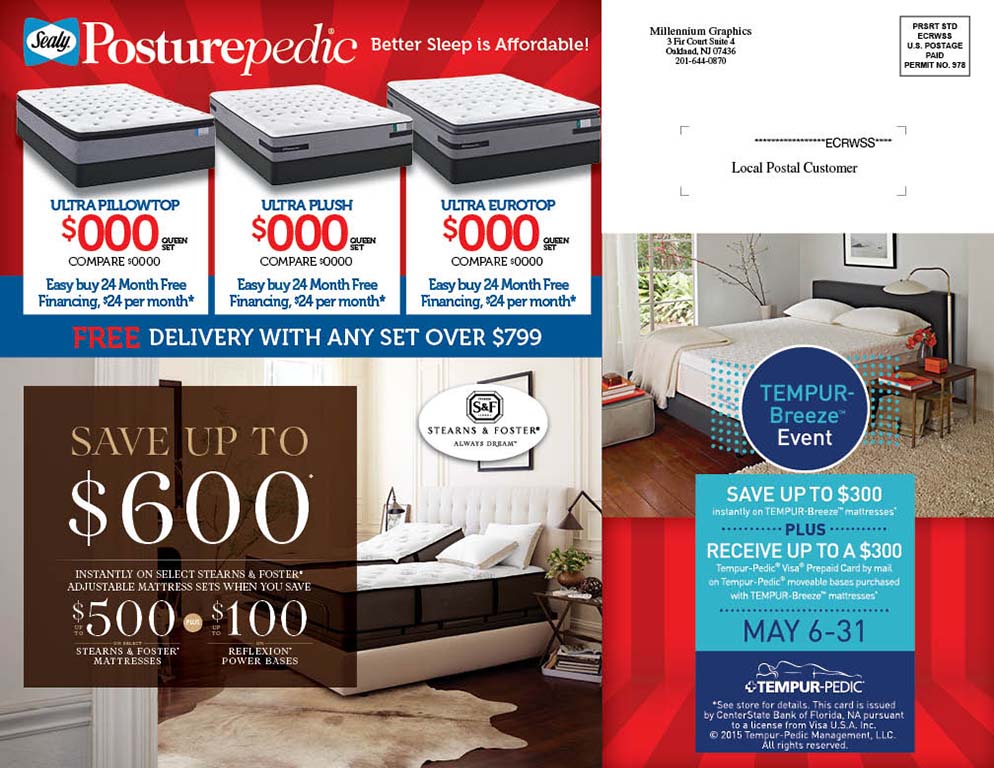 Sealy
Posturepedic® Better Sleep is Affordable!
ULTRA PILLOWTOP
$000 QUEEN SET
COMPARE $0000
Easy buy 24 Month Free
Financing, $24 per month*
ULTRA PLUSH
$000 QUEEN SET
COMPARE $0000
Easy buy 24 Month Free
Financing, $24 per month*
ULTRA EUROTOP
$000 QUEEN SET
COMPARE $0000
Easy buy 24 Month Free
Financing, $24 per month*
FREE DELIVERY WITH ANY SET OVER $799
Millennium Graphics
3 Fir Court Suite 4
Oakland, NJ 07436
201-644-0870
PRSRT STD
ECRWSS
U.S. POSTAGE
PAID
PERMIT NO. 978
*****************ECRWSS****
Local Postal Customer
SAVE UP TO
$600*
INSTANTLY ON SELECT STEARNS & FOSTER®
ADJUSTABLE MATTRESS SETS WHEN YOU SAVE
UP TO $500 PLUS UP TO $100
ON SELECT
STEARNS & FOSTER®
MATTRESSES
ON
REFLEXION®
POWER BASES
S&F
STEARNS & FOSTER®
ALWAYS DREAM™
TEMPUR-
Breeze™
Event
SAVE UP TO $300
instantly on TEMPUR-Breeze™ mattresses*
PLUS
RECEIVE UP TO A $300
Tempur-Pedic® Visa® Prepaid Card by mail
on Tempur-Pedic® moveable bases purchased
with TEMPUR-Breeze™ mattresses*
MAY 6-31
TEMPUR-PEDIC®
*See store for details. This card is issued
by CenterState Bank of Florida, NA pursuant
to a license from Visa U.S.A. Inc.
© 2015 Tempur-Pedic Management, LLC.
All rights reserved.